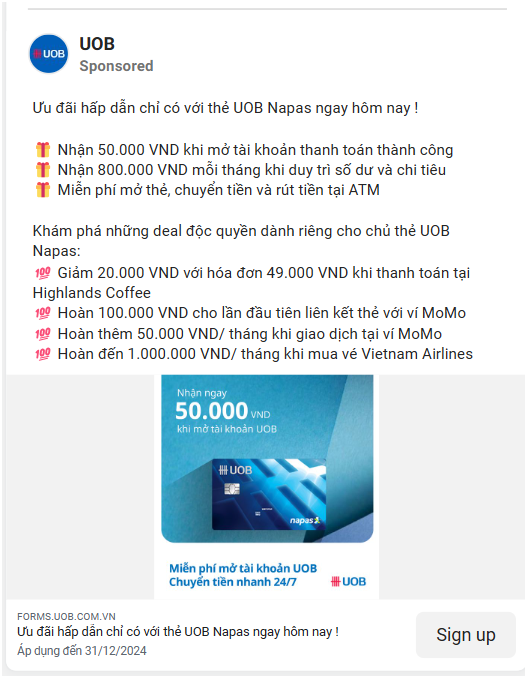 UOB
UOB
Sponsored
Ưu đãi hấp dẫn chỉ có với thẻ UOB Napas ngay hôm nay !
🎁 Nhận 50.000 VND khi mở tài khoản thanh toán thành công
🎁 Nhận 800.000 VND mỗi tháng khi duy trì số dư và chi tiêu
🎁 Miễn phí mở thẻ, chuyển tiền và rút tiền tại ATM
Khám phá những deal độc quyền dành riêng cho chủ thẻ UOB
Napas:
💯 Giảm 20.000 VND với hóa đơn 49.000 VND khi thanh toán tại
Highlands Coffee
💯 Hoàn 100.000 VND cho lần đầu tiên liên kết thẻ với ví MoMo
💯 Hoàn thêm 50.000 VND/ tháng khi giao dịch tại ví MoMo
💯 Hoàn đến 1.000.000 VND/ tháng khi mua vé Vietnam Airlines
Nhận ngay
50.000 VND
khi mở tài khoản UOB
UOB
napas
Miễn phí mở tài khoản UOB
Chuyển tiền nhanh 24/7
UOB
FORMS.UOB.COM.VN
Ưu đãi hấp dẫn chỉ có với thẻ UOB Napas ngay hôm nay !
Áp dụng đến 31/12/2024
Sign up